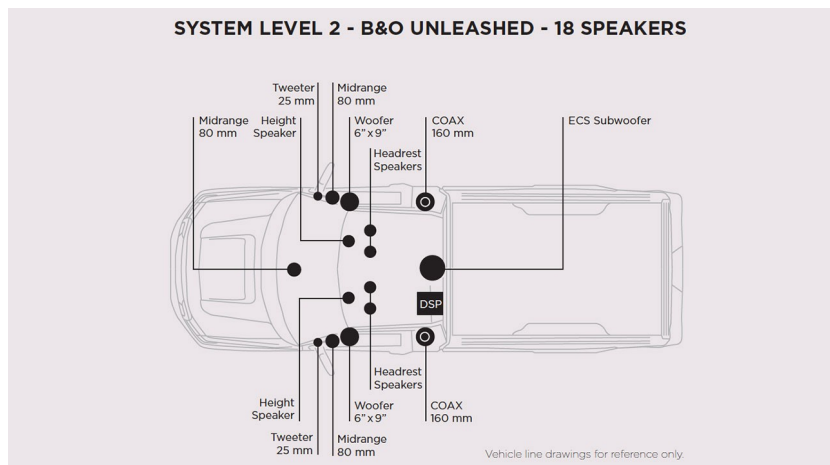 SYSTEM LEVEL 2 - B&O UNLEASHED - 18 SPEAKERS
Tweeter
25 mm
Midrange
80 mm
Midrange
80 mm
Height
Speaker
Woofer
6”x9”
COAX
160 mm
ECS Subwoofer
Headrest
Speakers
DSP
Headrest
Speakers
Height
Speaker
Woofer
6”x9”
COAX
160 mm
Tweeter
25 mm
Midrange
80 mm
Vehicle line drawings for reference only.